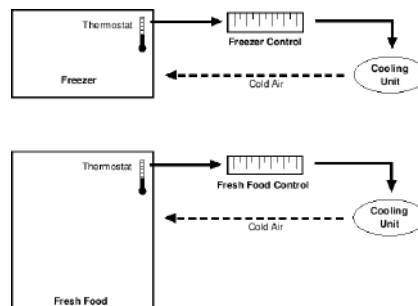 Thermostat
Freezer Control
Cooling
Unit
Freezer
Cold Air
Thermostat
Fresh Food Control
Cooling
Unit
Cold Air
Fresh Food